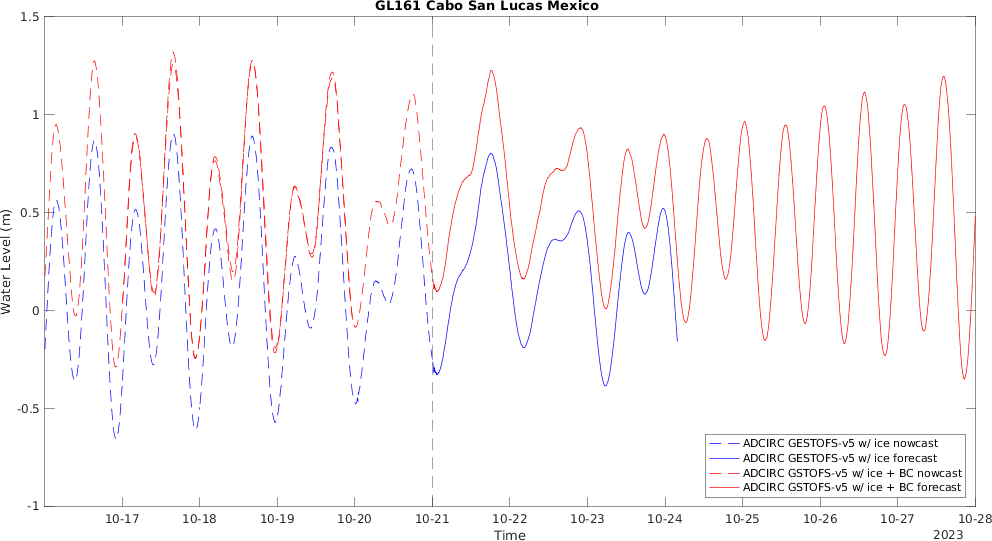 GL161 Cabo San Lucas Mexico
1.5
1
0.5
0
-0.5
-1
Water Level (m)
ADCIRC GESTOFS-v5 w/ ice nowcast
ADCIRC GESTOFS-v5 w/ ice forecast
ADCIRC GSTOFS-v5 w/ ice + BC nowcast
ADCIRC GSTOFS-v5 w/ ice + BC forecast
10-17 10-18 10-19 10-20 10-21 10-22 10-23 10-24 10-25 10-26 10-27 10-28
Time
2023